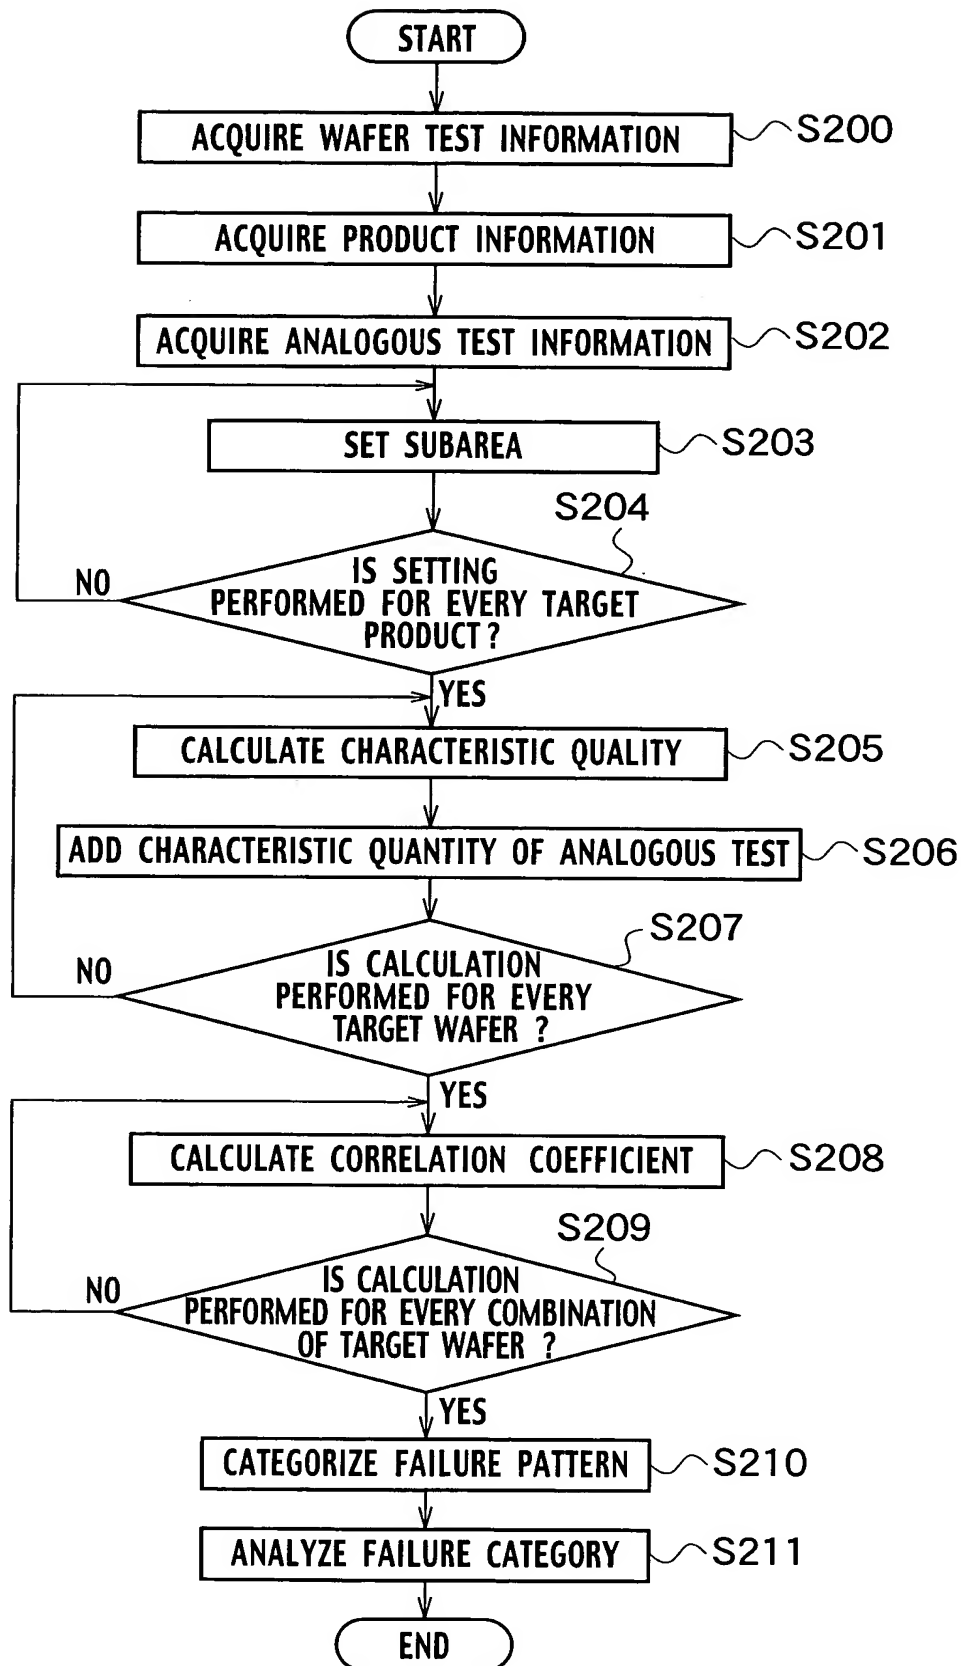 START
ACQUIRE WAFER TEST INFORMATION
S200
ACQUIRE PRODUCT INFORMATION
S201
ACQUIRE ANALOGOUS TEST INFORMATION
S202
SET SUBAREA
S203
S204
IS SETTING
PERFORMED FOR EVERY TARGET
PRODUCT ?
NO
YES
CALCULATE CHARACTERISTIC QUALITY
S205
ADD CHARACTERISTIC QUANTITY OF ANALOGOUS TEST
S206
S207
IS CALCULATION
PERFORMED FOR EVERY
TARGET WAFER ?
NO
YES
CALCULATE CORRELATION COEFFICIENT
S208
S209
IS CALCULATION
PERFORMED FOR EVERY COMBINATION
OF TARGET WAFER ?
NO
YES
CATEGORIZE FAILURE PATTERN
S210
ANALYZE FAILURE CATEGORY
S211
END